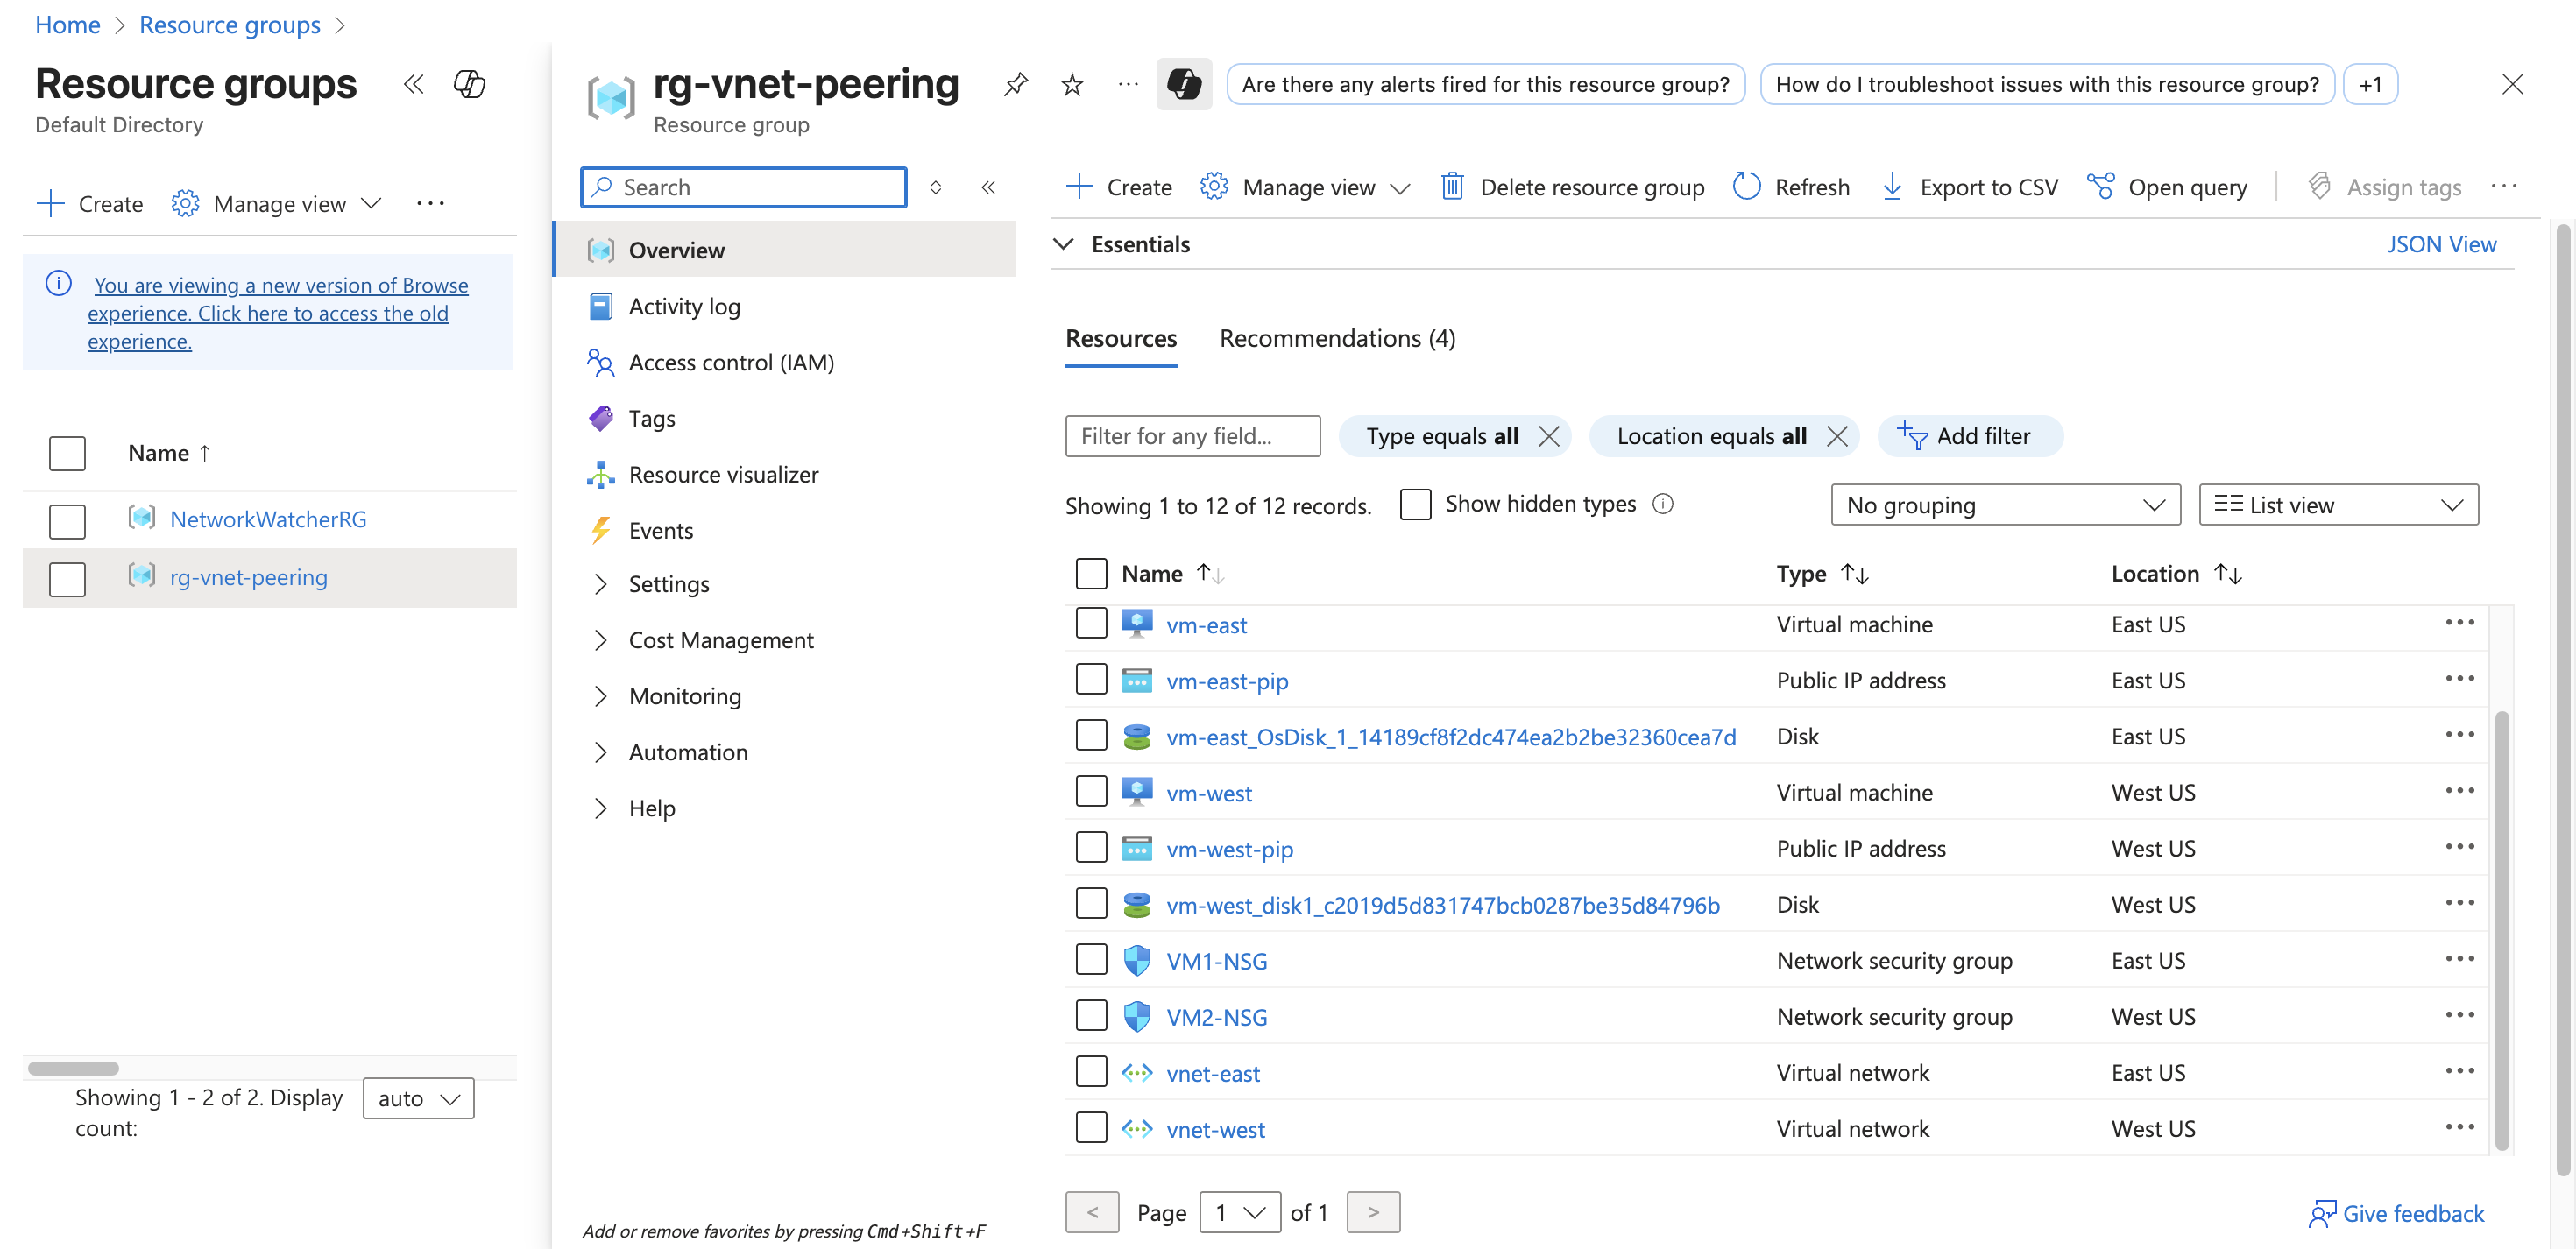 Home > Resource groups >
Resource groups
Default Directory
Create
Manage view
You are viewing a new version of Browse
experience. Click here to access the old
experience.
Name ↑
NetworkWatcherRG
rg-vnet-peering
Showing 1 - 2 of 2. Display
count:
auto
rg-vnet-peering
Resource group
Are there any alerts fired for this resource group?
How do I troubleshoot issues with this resource group?
+1
Search
Overview
Activity log
Access control (IAM)
Tags
Resource visualizer
Events
Settings
Cost Management
Monitoring
Automation
Help
Add or remove favorites by pressing Cmd+Shift+F
Create
Manage view
Delete resource group
Refresh
Export to CSV
Open query
Assign tags
Essentials
JSON View
Resources
Recommendations (4)
Filter for any field...
Type equals all
Location equals all
Add filter
Showing 1 to 12 of 12 records.
Show hidden types
No grouping
List view
Name ↑↓ Type ↑↓ Location ↑↓
vm-east Virtual machine East US
vm-east-pip Public IP address East US
vm-east_OsDisk_1_14189cf8f2dc474ea2b2be32360cea7d Disk East US
vm-west Virtual machine West US
vm-west-pip Public IP address West US
vm-west_disk1_c2019d5d831747bcb0287be35d84796b Disk West US
VM1-NSG Network security group East US
VM2-NSG Network security group West US
vnet-east Virtual network East US
vnet-west Virtual network West US
< Page 1 of 1 >
Give feedback